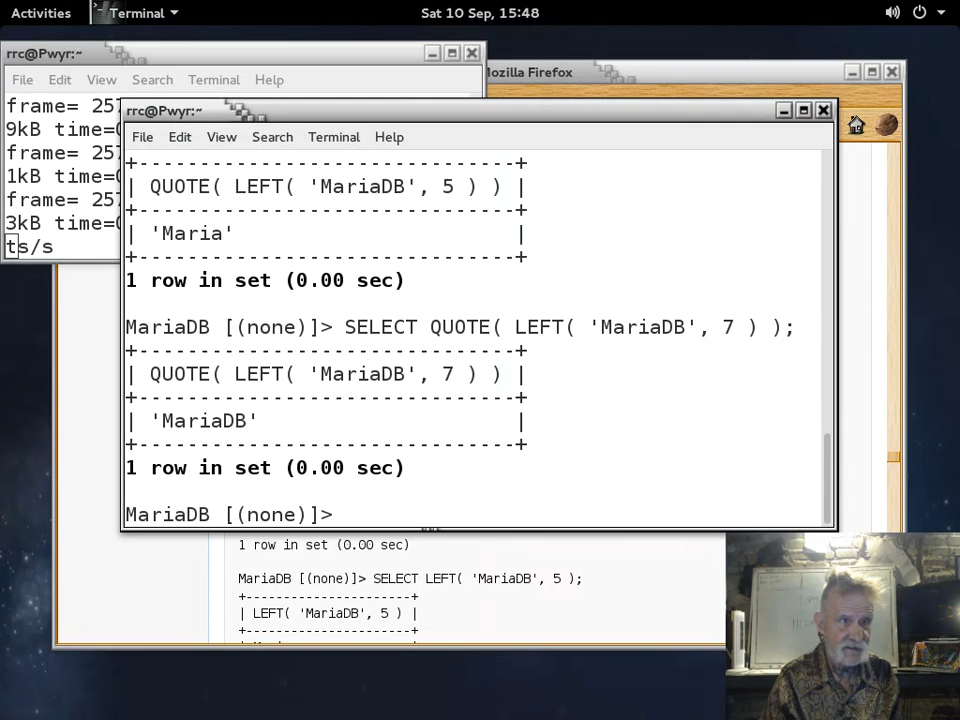 Activities
Terminal
Sat 10 Sep, 15:48
rrc@Pwyr:~
File Edit View Search Terminal Help
frame= 257
9kB time=0
frame= 257
1kB time=0
frame= 257
3kB time=0
ts/s
Mozilla Firefox
rrc@Pwyr:~
File Edit View Search Terminal Help
+--------------------------------+
| QUOTE( LEFT( 'MariaDB', 5 ) ) |
+--------------------------------+
| 'Maria' |
+--------------------------------+
1 row in set (0.00 sec)
MariaDB [(none)]> SELECT QUOTE( LEFT( 'MariaDB', 7 ) );
+--------------------------------+
| QUOTE( LEFT( 'MariaDB', 7 ) ) |
+--------------------------------+
| 'MariaDB' |
+--------------------------------+
1 row in set (0.00 sec)
MariaDB [(none)]>
1 row in set (0.00 sec)
MariaDB [(none)]> SELECT LEFT( 'MariaDB', 5 );
+----------------------+
| LEFT( 'MariaDB', 5 ) |
+----------------------+